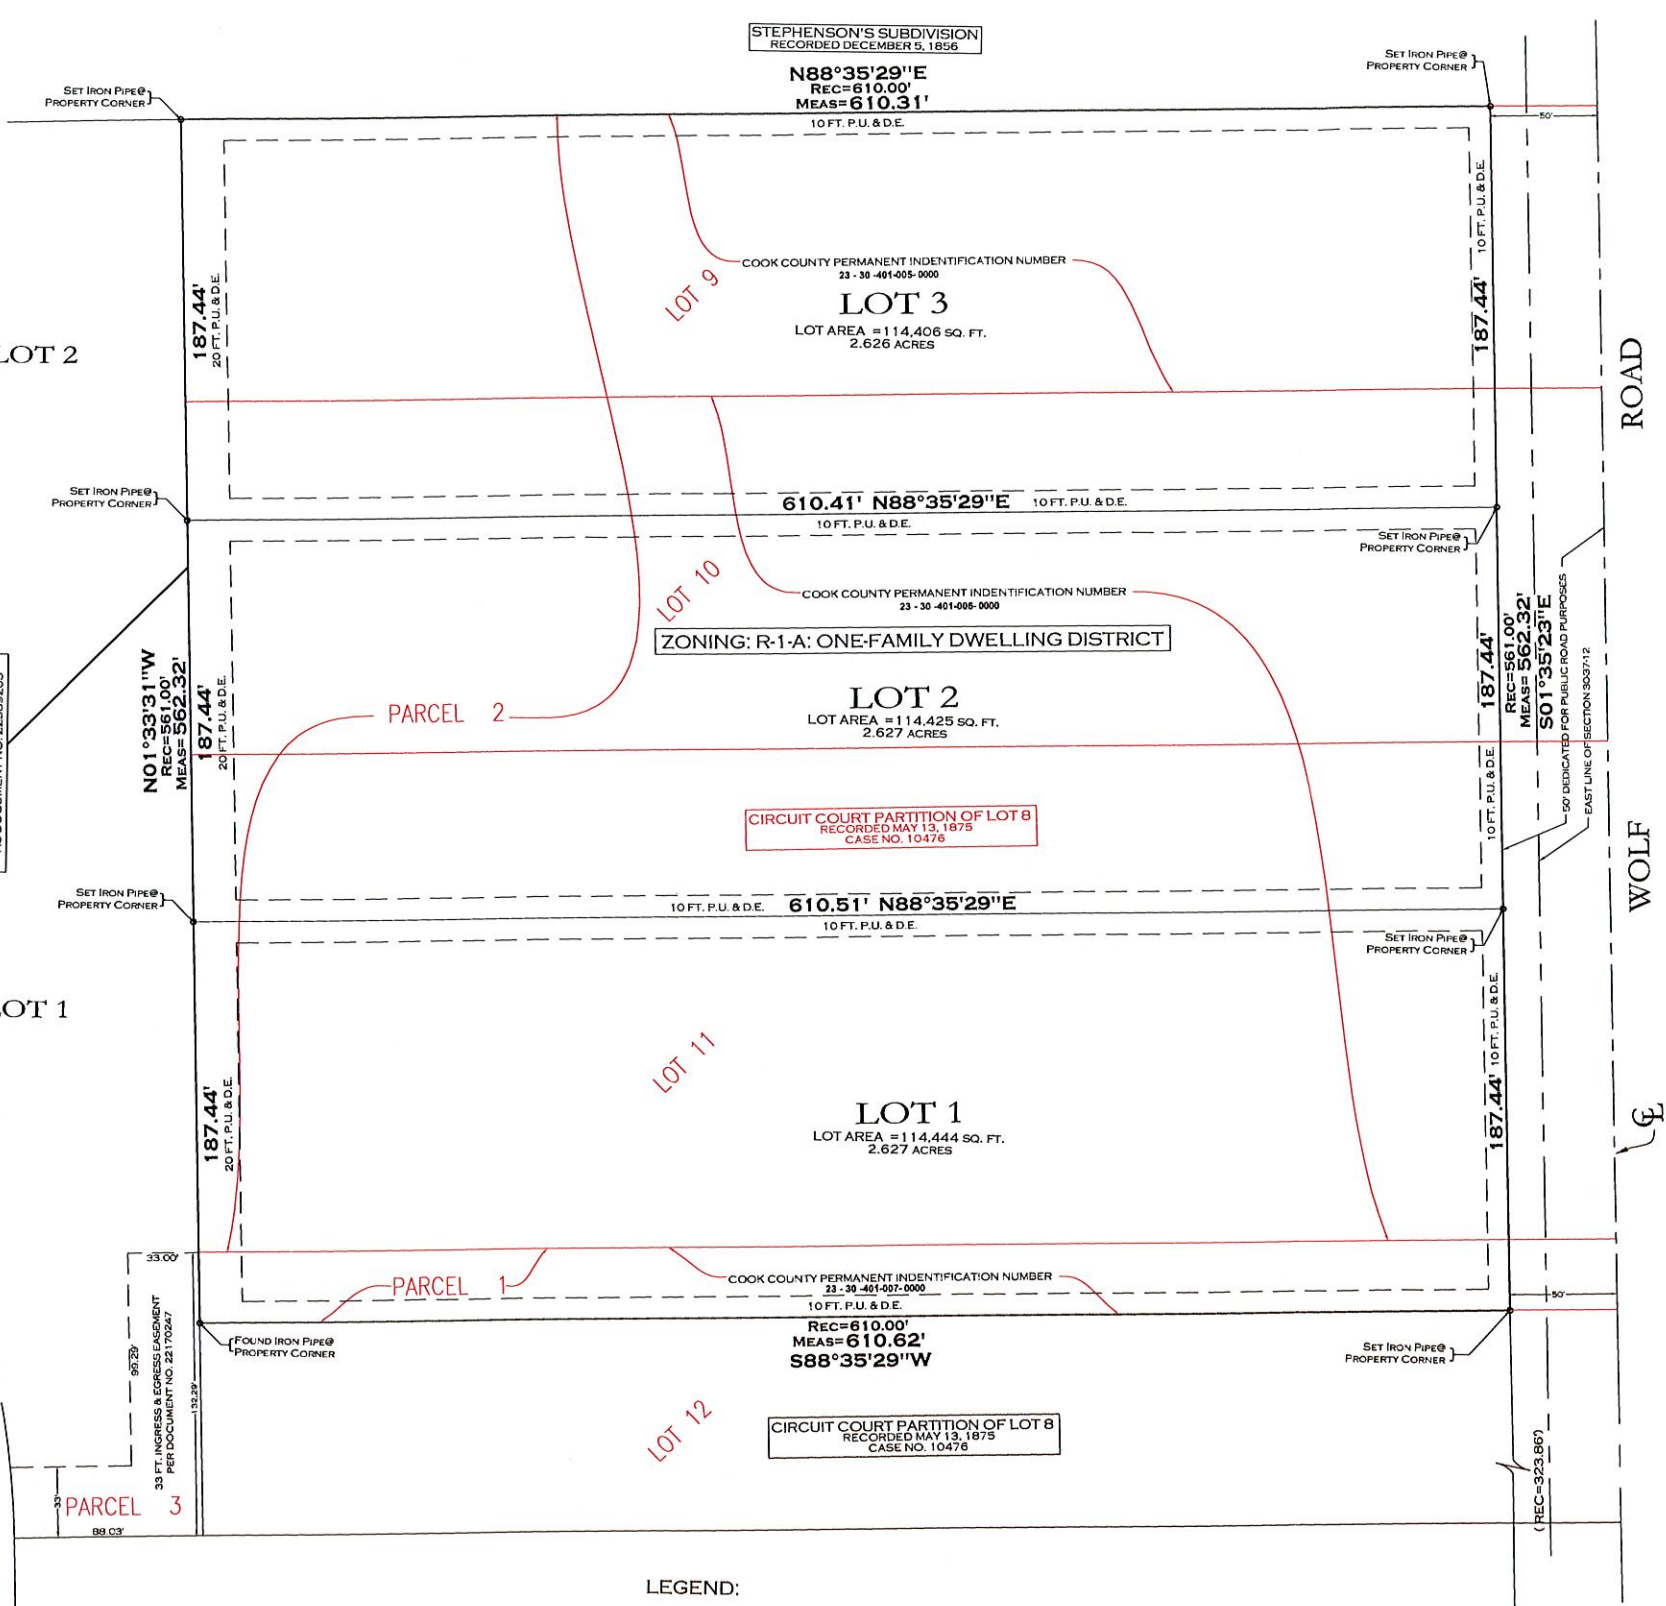 STEPHENSON'S SUBDIVISION
RECORDED DECEMBER 5, 1856
N88°35'29"E
REC=610.00'
MEAS=610.31'
10 FT. P.U. & D.E.
SET IRON PIPE@
PROPERTY CORNER
SET IRON PIPE@
PROPERTY CORNER
50'
10 FT. P.U. & D.E.
187.44'
20 FT. P.U. & D.E.
187.44'
LOT 9
COOK COUNTY PERMANENT INDENTIFICATION NUMBER
23 - 30 -401-005- 0000
LOT 3
LOT AREA =114,406 SQ. FT.
2.626 ACRES
LOT 2
ROAD
SET IRON PIPE@
PROPERTY CORNER
610.41' N88°35'29"E 10 FT. P.U. & D.E.
10 FT. P.U. & D.E.
SET IRON PIPE@
PROPERTY CORNER
LOT 10
COOK COUNTY PERMANENT INDENTIFICATION NUMBER
23 - 30 -401-006- 0000
ZONING: R-1-A: ONE-FAMILY DWELLING DISTRICT
N01°33'31"W
REC=561.00'
MEAS=562.32'
187.44'
20 FT. P.U. & D.E.
PARCEL 2
LOT 2
LOT AREA =114,425 SQ. FT.
2.627 ACRES
187.44'
10 FT. P.U. & D.E.
REC=561.00'
MEAS=562.32'
S01°35'23"E
50' DEDICATED FOR PUBLIC ROAD PURPOSES
EAST LINE OF SECTION 30-37-12
CIRCUIT COURT PARTITION OF LOT 8
RECORDED MAY 13, 1875
CASE NO. 10476
WOLF
SET IRON PIPE@
PROPERTY CORNER
10 FT. P.U. & D.E. 610.51' N88°35'29"E
10 FT. P.U. & D.E.
SET IRON PIPE@
PROPERTY CORNER
LOT 1
LOT 11
187.44'
20 FT. P.U. & D.E.
LOT 1
LOT AREA =114,444 SQ. FT.
2.627 ACRES
187.44'
10 FT. P.U. & D.E.
CL
33.00'
PARCEL 1
COOK COUNTY PERMANENT INDENTIFICATION NUMBER
23 - 30 -401-007- 0000
10 FT. P.U. & D.E.
REC=610.00'
MEAS=610.62'
S88°35'29"W
50'
FOUND IRON PIPE@
PROPERTY CORNER
SET IRON PIPE@
PROPERTY CORNER
99.29'
33 FT. INGRESS & EGRESS EASEMENT
PER DOCUMENT NO. 22170247
132.29'
LOT 12
CIRCUIT COURT PARTITION OF LOT 8
RECORDED MAY 13, 1875
CASE NO. 10476
(REC=323.86')
33'
PARCEL 3
88.03'
LEGEND: